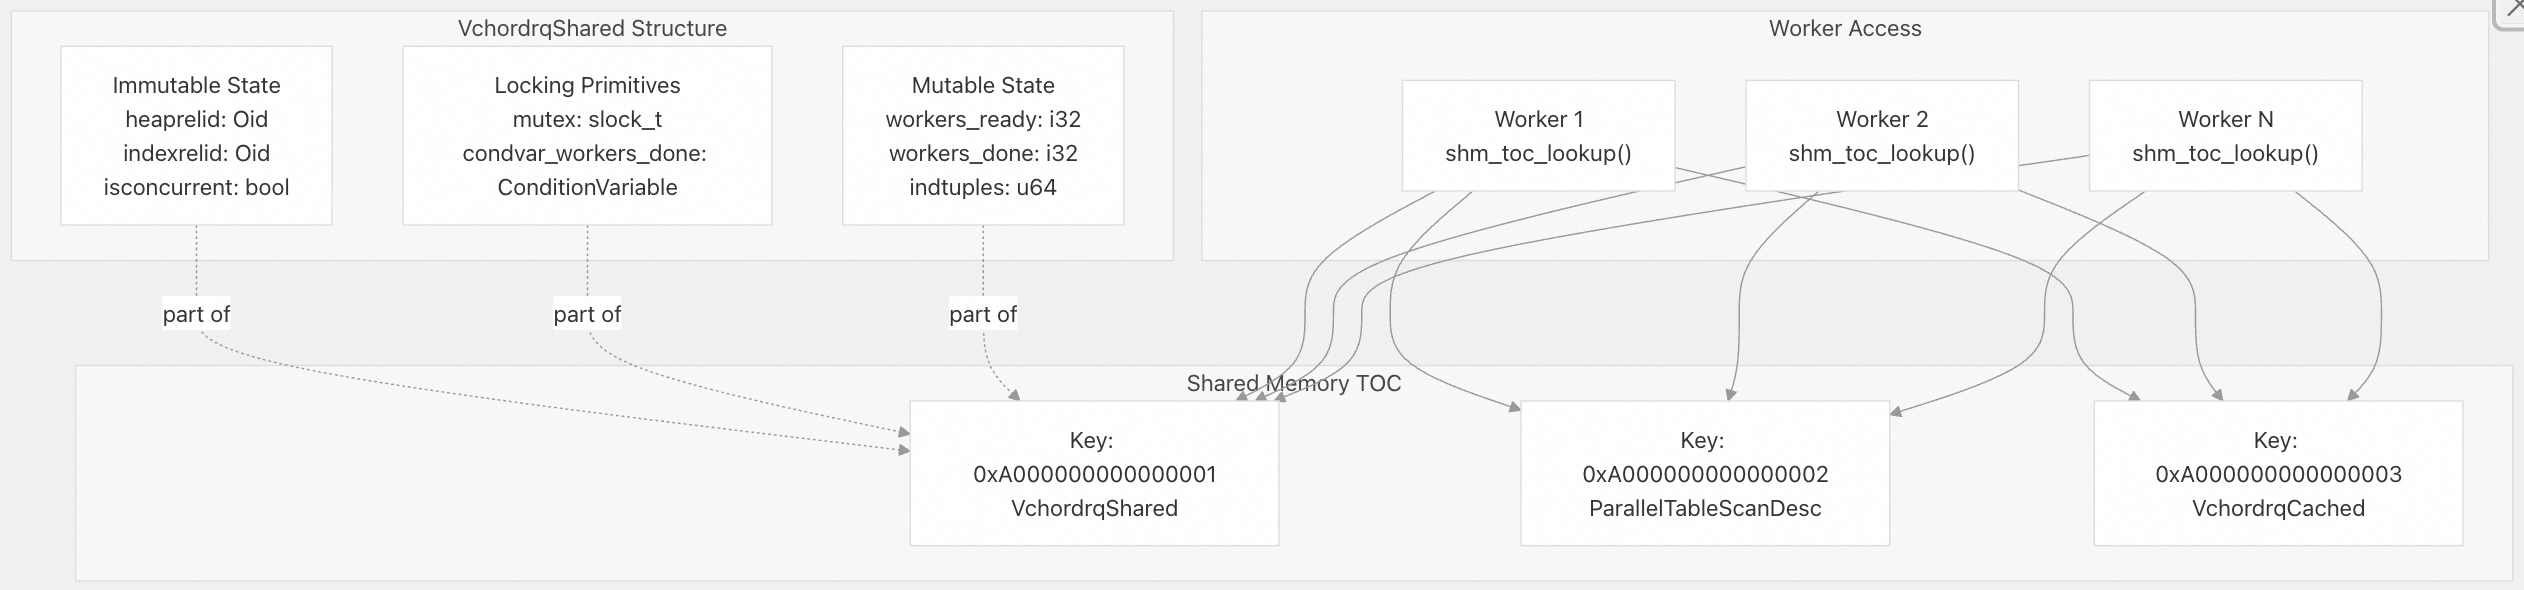 VchordrqShared Structure
Immutable State
heaprelid: Oid
indexrelid: Oid
isconcurrent: bool
Locking Primitives
mutex: slock_t
condvar_workers_done:
ConditionVariable
Mutable State
workers_ready: i32
workers_done: i32
indtuples: u64
Worker Access
Worker 1
shm_toc_lookup()
Worker 2
shm_toc_lookup()
Worker N
shm_toc_lookup()
part of
part of
part of
Shared Memory TOC
Key:
0xA000000000000001
VchordrqShared
Key:
0xA000000000000002
ParallelTableScanDesc
Key:
0xA000000000000003
VchordrqCached